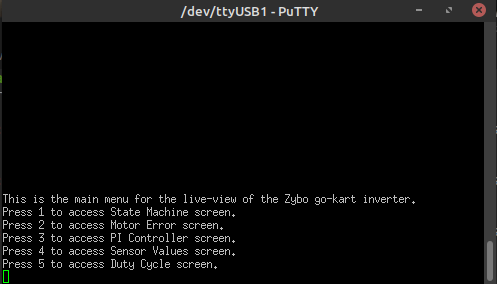 /dev/ttyUSB1 - PuTTY
This is the main menu for the live-view of the Zybo go-kart inverter.
Press 1 to access State Machine screen.
Press 2 to access Motor Error screen.
Press 3 to access PI Controller screen.
Press 4 to access Sensor Values screen.
Press 5 to access Duty Cycle screen.